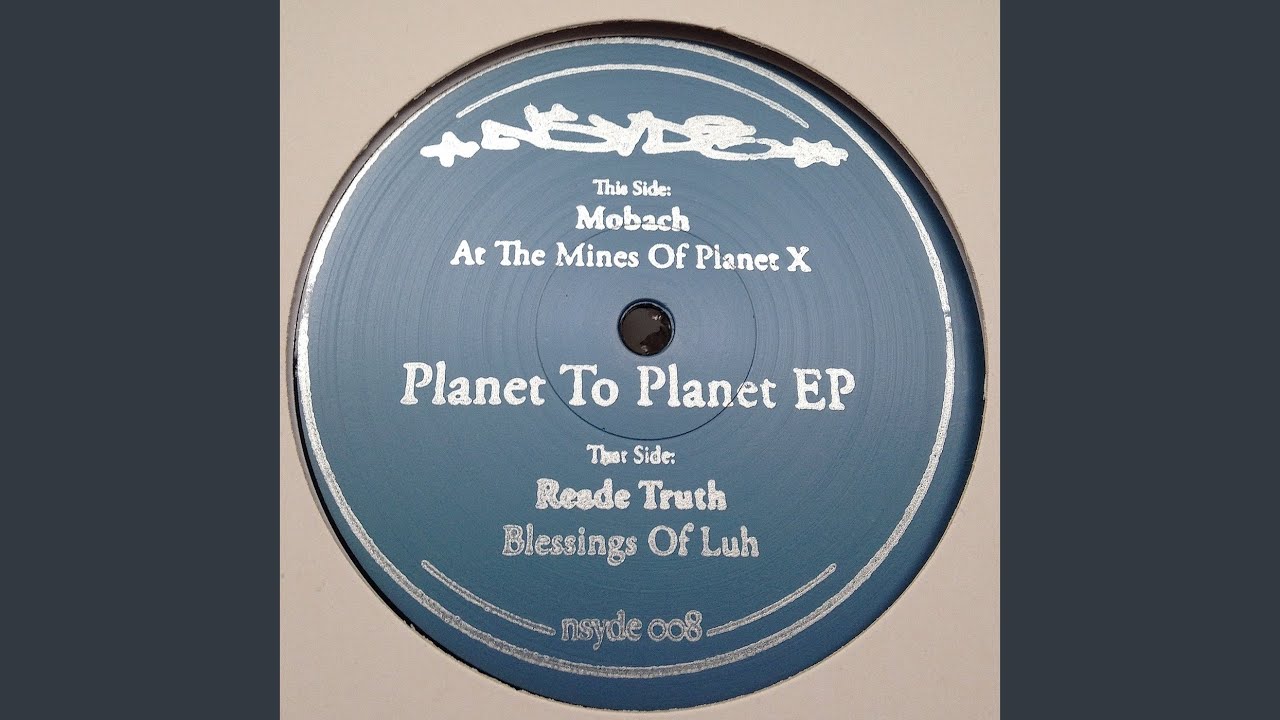 NSYDE
This Side:
Mobach
At The Mines Of Planet X
Planet To Planet EP
That Side:
Reade Truth
Blessings Of Luh
nsyde 008